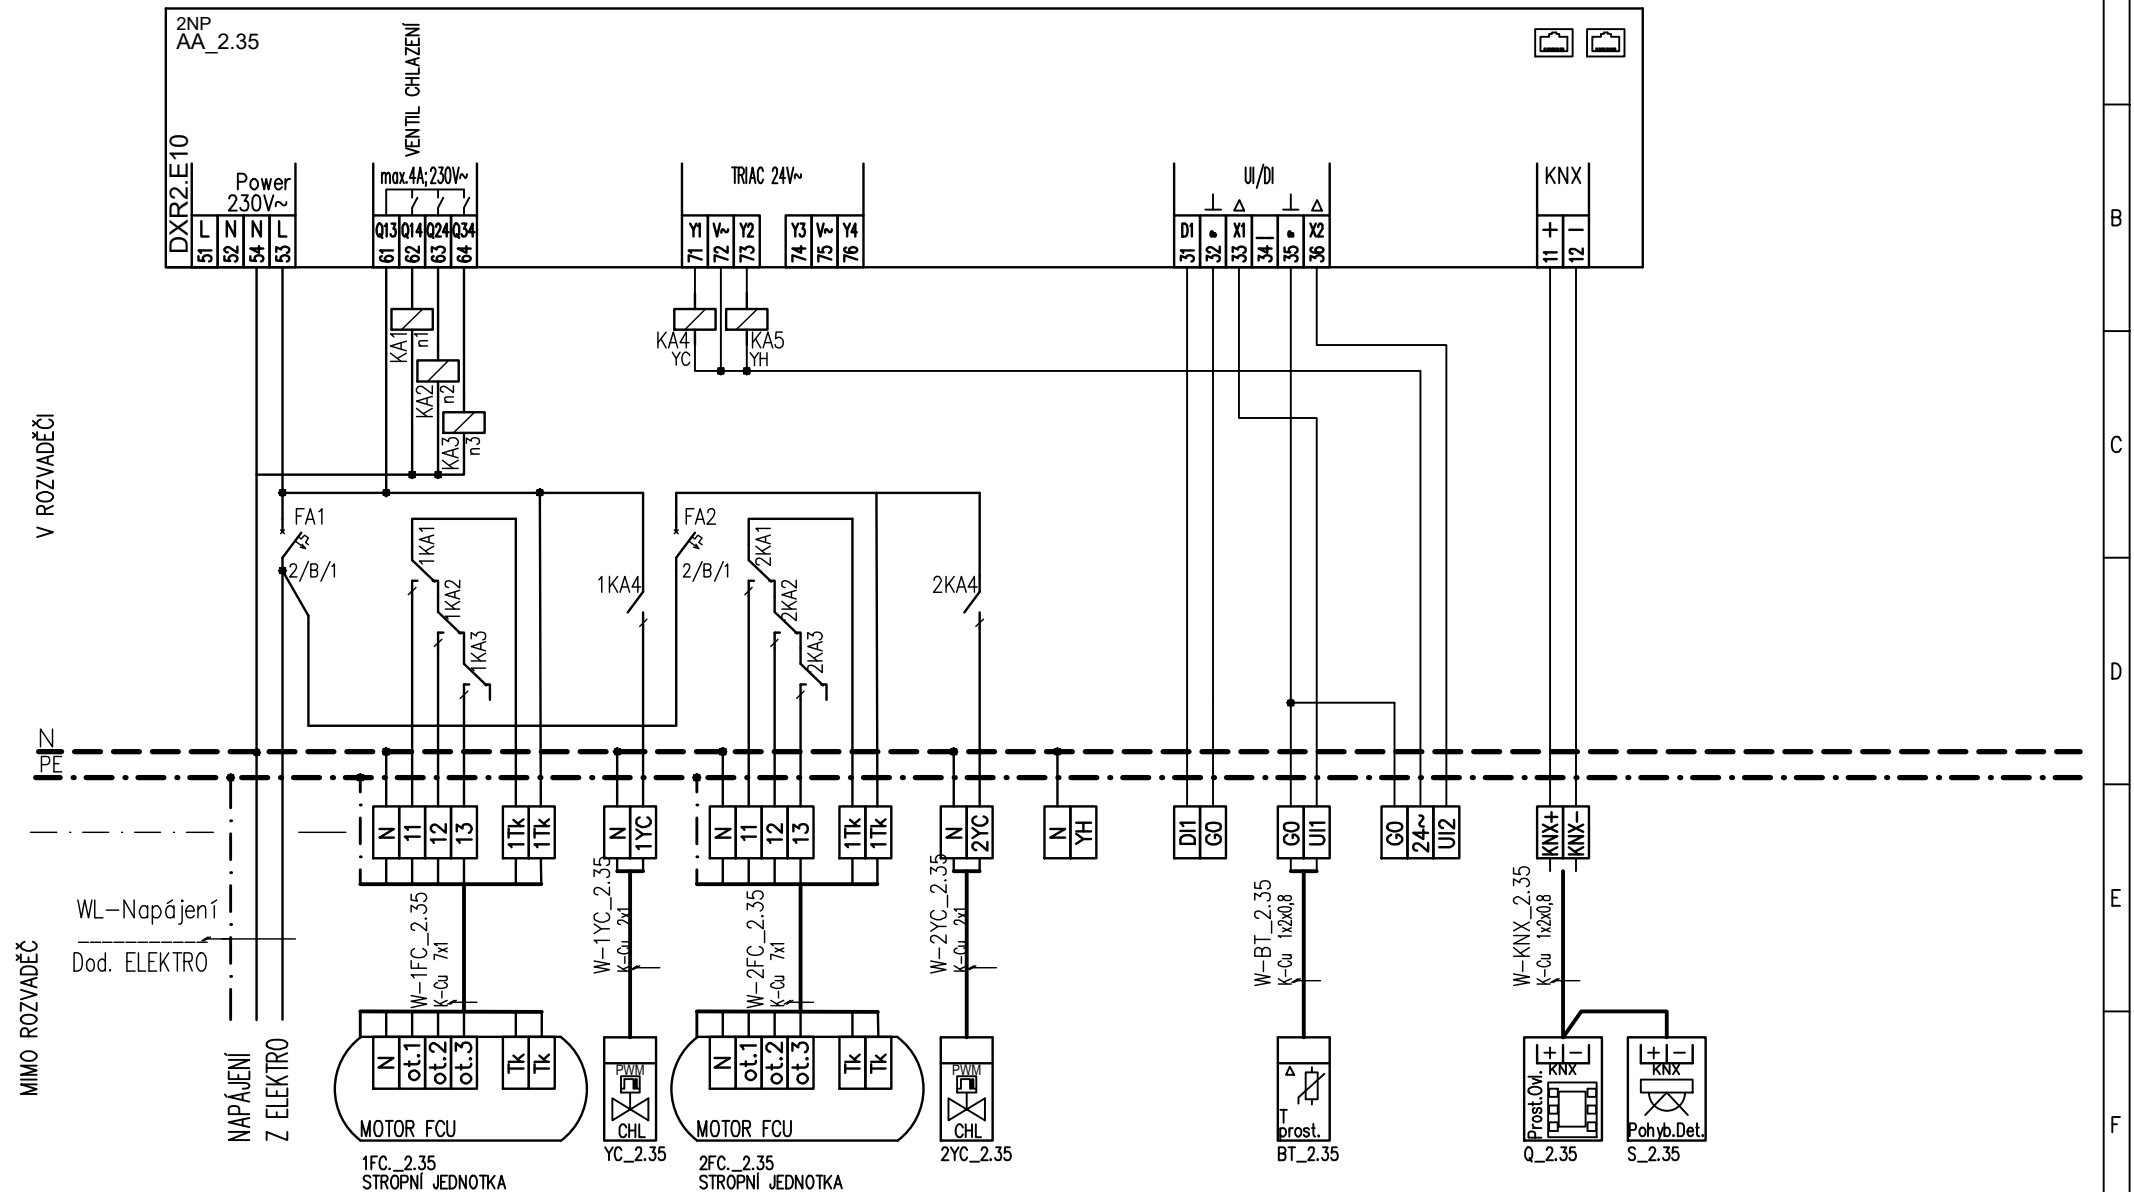 2NP
AA_2.35
VENTIL CHLAZENÍ
DXR2.E10
Power
230V~
max.4A;230V~
TRIAC 24V~
UI/DI
KNX
L N N L
51 52 54 53
Q13 Q14 Q24 Q34
61 62 63 64
Y1 V~ Y2 Y3 V~ Y4
71 72 73 74 75 76
D1 X1 X2
31 32 33 34 35 36
+ −
11 12
B
KA1 n1
KA2 n2
KA3 n3
KA4
YC
KA5
YH
V ROZVADĚČI
C
FA1
2/B/1
1KA1
1KA2
1KA3
1KA4
FA2
2/B/1
2KA1
2KA2
2KA3
2KA4
D
N
PE
N 11 12 13 1Tk 1Tk
N 1YC
N 11 12 13 1Tk 1Tk
N 2YC
N YH
DI1 G0
G0 UI1
G0 24~ UI2
KNX+ KNX-
WL-Napájení
Dod. ELEKTRO
W-1FC_2.35
K-Cu 7x1
W-1YC_2.35
K-Cu 2x1
W-2FC_2.35
K-Cu 7x1
W-2YC_2.35
K-Cu 2x1
W-BT_2.35
K-Cu 1x2x0,8
W-KNX_2.35
K-Cu 1x2x0,8
E
MIMO ROZVADĚČ
NAPÁJENÍ
Z ELEKTRO
N ot.1 ot.2 ot.3 Tk Tk
MOTOR FCU
1FC._2.35
STROPNÍ JEDNOTKA
PWM
CHL
YC_2.35
N ot.1 ot.2 ot.3 Tk Tk
MOTOR FCU
2FC._2.35
STROPNÍ JEDNOTKA
PWM
CHL
2YC_2.35
T
prost.
BT_2.35
+ −
KNX
Prost.Ovl.
Q_2.35
+ −
KNX
Pohyb.Det.
S_2.35
F